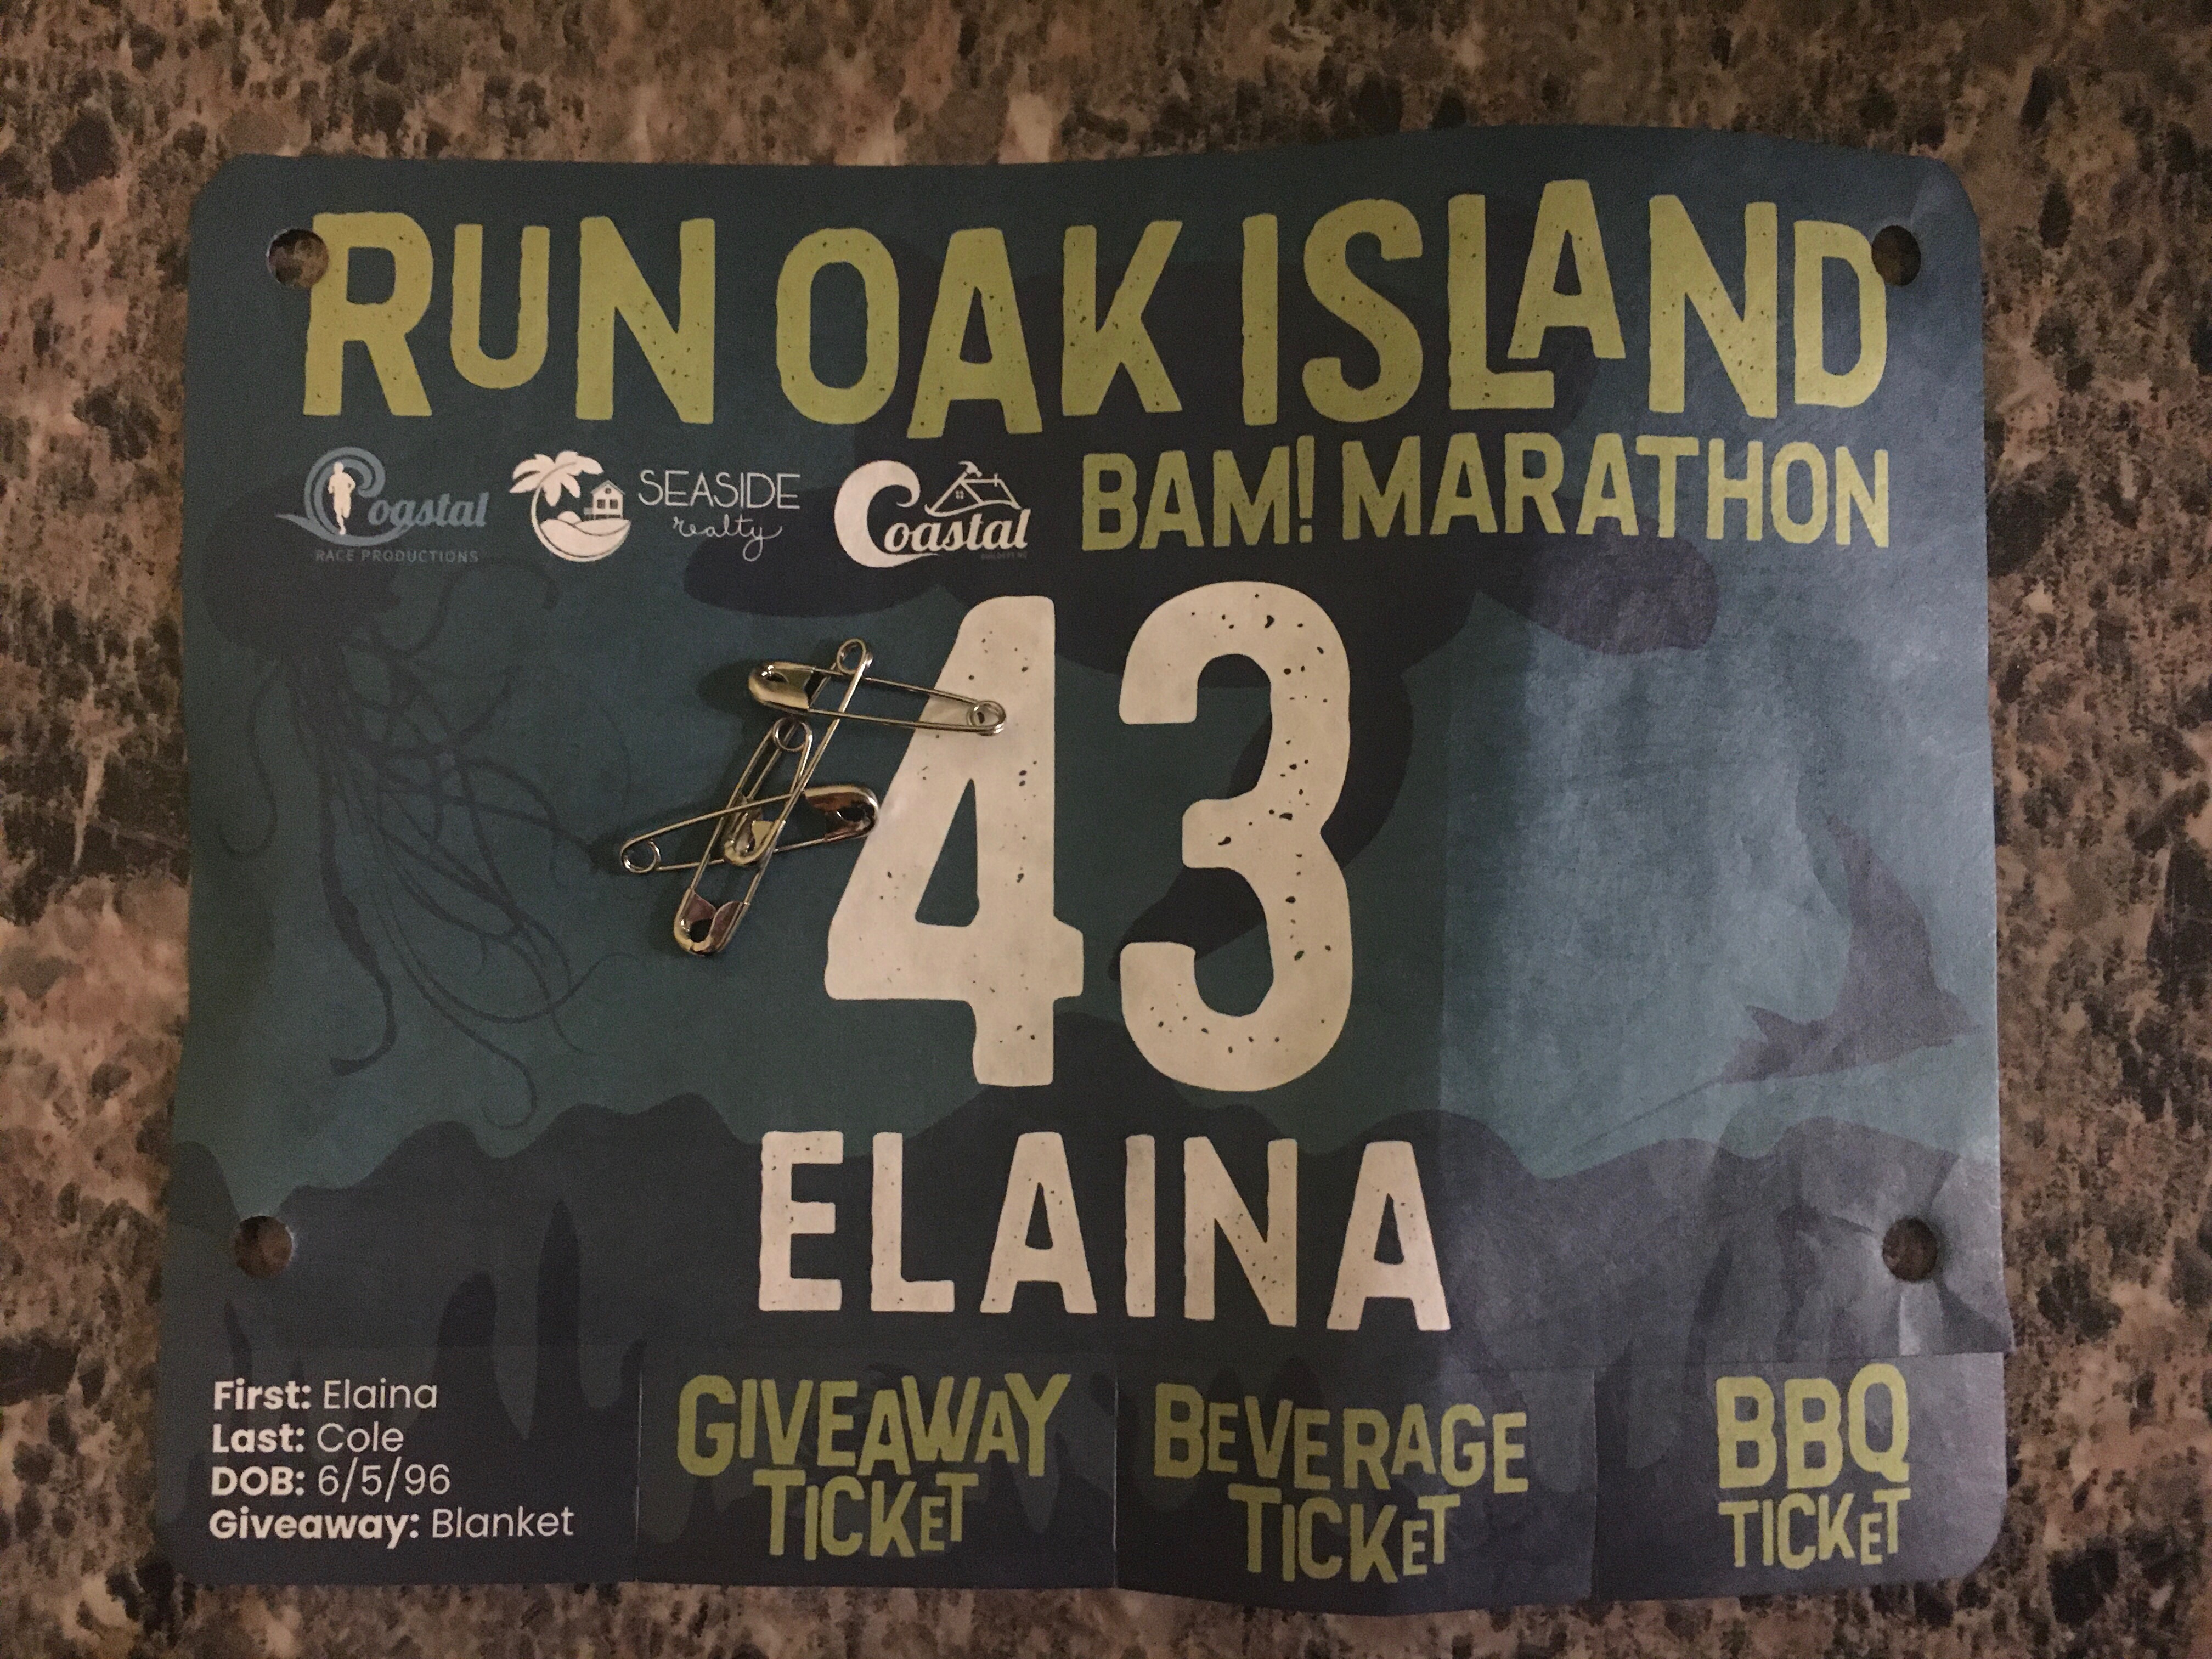 RUN OAK ISLAND
Coastal
RACE PRODUCTIONS
SEASIDE
realty
Coastal
BAM! MARATHON
43
ELAINA
First: Elaina
Last: Cole
DOB: 6/5/96
Giveaway: Blanket
GIVEAWAY
TICKET
BEVERAGE
TICKET
BBQ
TICKET